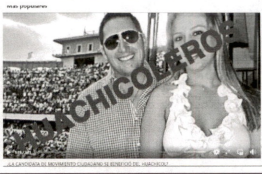 más populares
HUACHICOLEROS
¡LA CANDIDATA DE MOVIMIENTO CIUDADANO SE BENEFICIÓ DEL HUACHICOL!